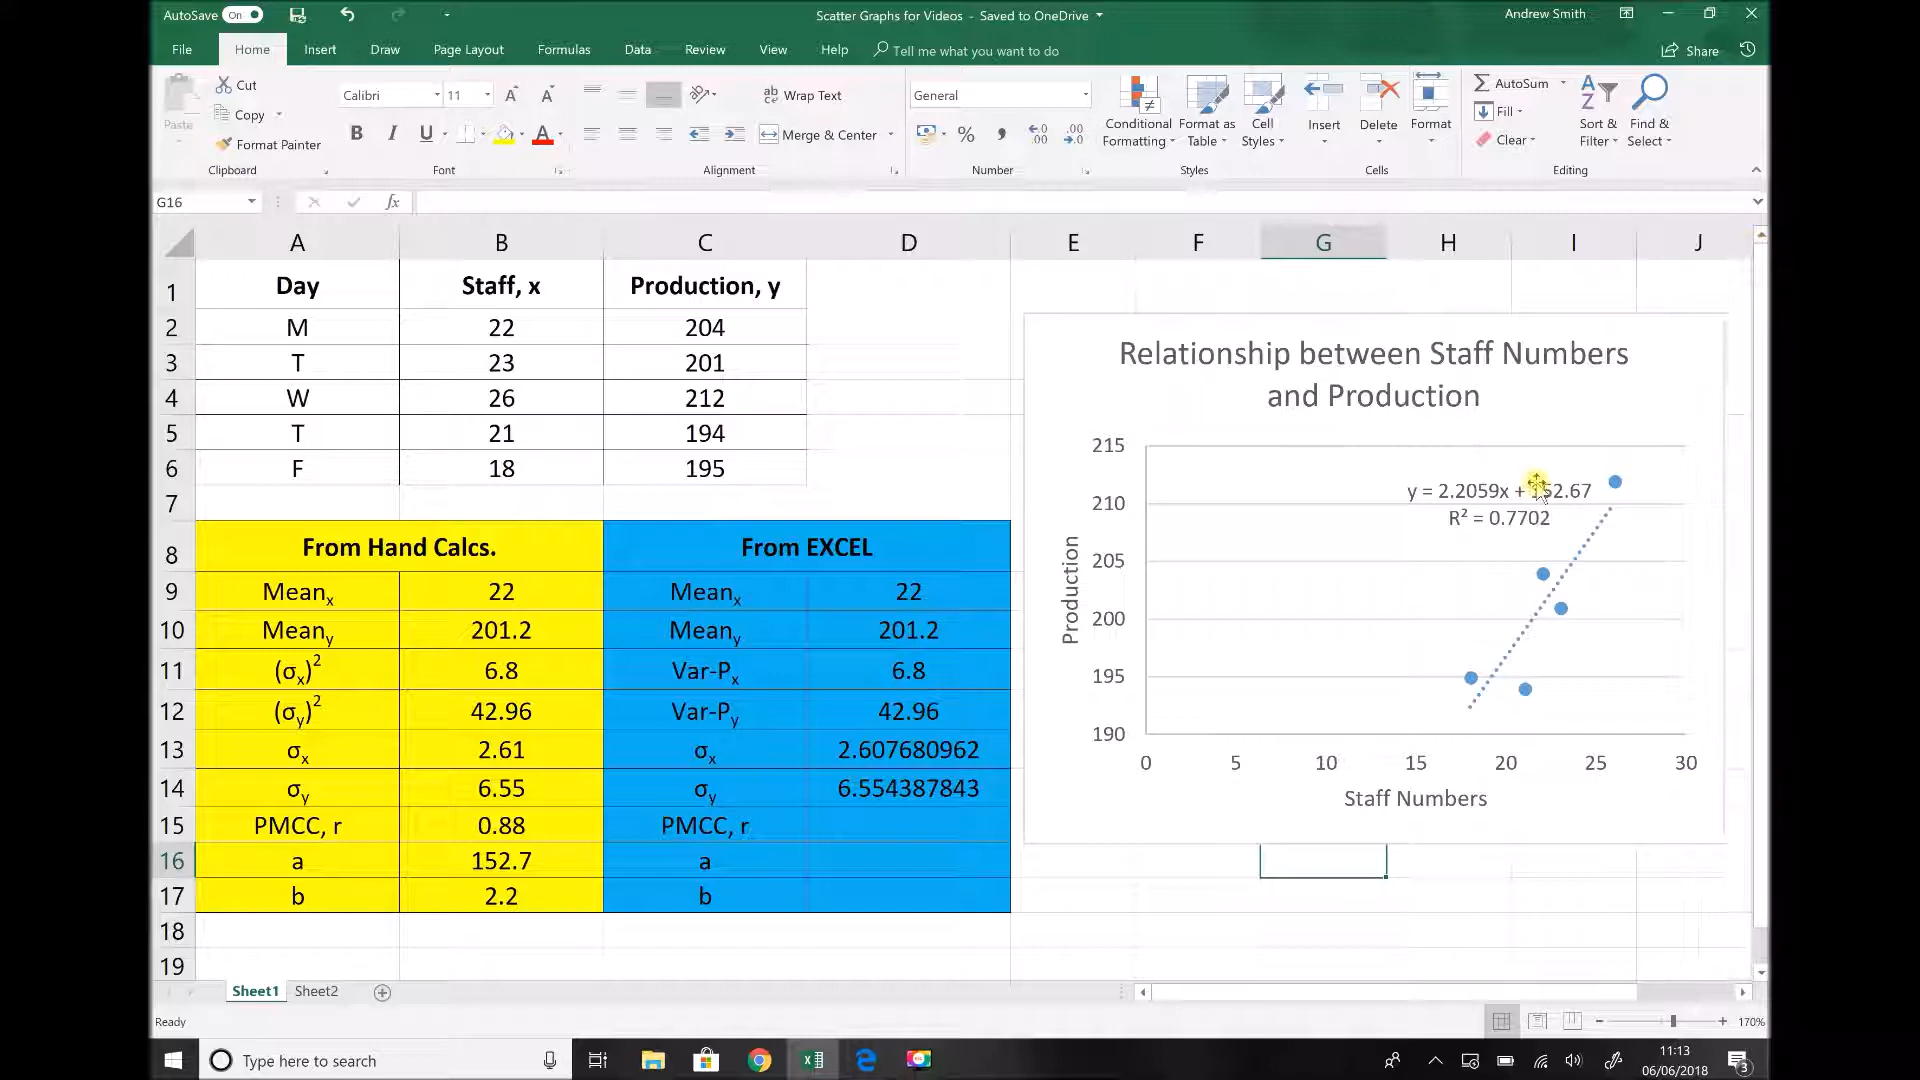 AutoSave On
Scatter Graphs for Videos - Saved to OneDrive
Andrew Smith
File Home Insert Draw Page Layout Formulas Data Review View Help Tell me what you want to do Share
Paste
Cut
Copy
Format Painter
Clipboard
Calibri 11
B I U
Font
Wrap Text
Merge & Center
Alignment
General
Number
Conditional Formatting
Format as Table
Cell Styles
Styles
Insert Delete Format
Cells
AutoSum
Fill
Clear
Sort & Filter
Find & Select
Editing
G16 fx
A B C D E F G H I J
1 Day Staff, x Production, y
2 M 22 204
3 T 23 201
4 W 26 212
5 T 21 194
6 F 18 195
7
8 From Hand Calcs. From EXCEL
9 Meanx 22 Meanx 22
10 Meany 201.2 Meany 201.2
11 (σx)² 6.8 Var-Px 6.8
12 (σy)² 42.96 Var-Py 42.96
13 σx 2.61 σx 2.607680962
14 σy 6.55 σy 6.554387843
15 PMCC, r 0.88 PMCC, r
16 a 152.7 a
17 b 2.2 b
18
19
Relationship between Staff Numbers
and Production
y = 2.2059x + 152.67
R² = 0.7702
Production
215
210
205
200
195
190
0 5 10 15 20 25 30
Staff Numbers
Sheet1 Sheet2
Ready
170%
Type here to search
11:13
06/06/2018
3